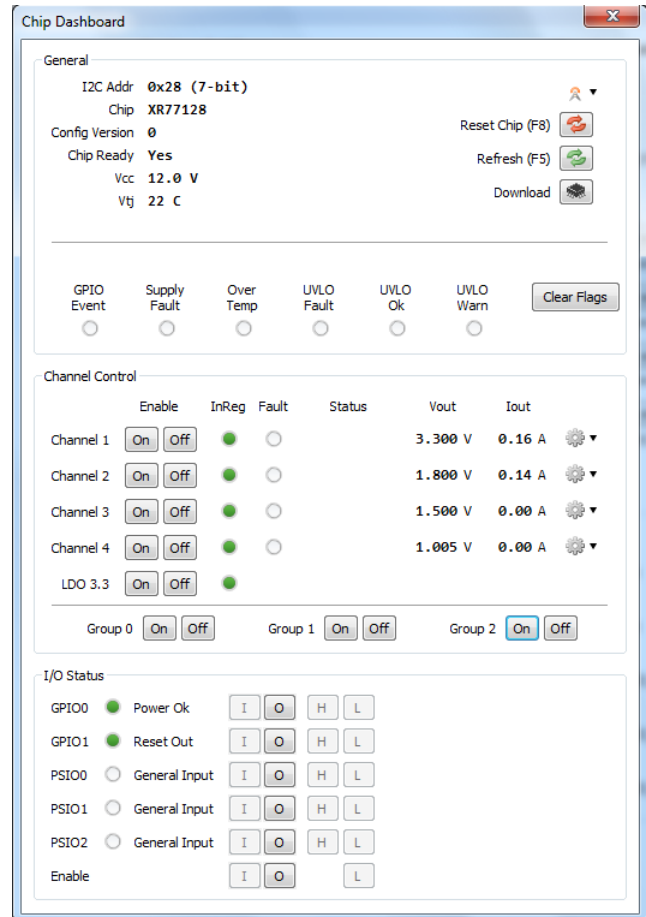 Chip Dashboard
x
General
I2C Addr 0x28 (7-bit)
Chip XR77128
Config Version 0
Chip Ready Yes
Vcc 12.0 V
Vtj 22 C
Reset Chip (F8)
Refresh (F5)
Download
GPIO Event Supply Fault Over Temp UVLO Fault UVLO Ok UVLO Warn Clear Flags
Channel Control
Enable InReg Fault Status Vout Iout
Channel 1 On Off 3.300 V 0.16 A
Channel 2 On Off 1.800 V 0.14 A
Channel 3 On Off 1.500 V 0.00 A
Channel 4 On Off 1.005 V 0.00 A
LDO 3.3 On Off
Group 0 On Off Group 1 On Off Group 2 On Off
I/O Status
GPIO0 Power Ok I O H L
GPIO1 Reset Out I O H L
PSIO0 General Input I O H L
PSIO1 General Input I O H L
PSIO2 General Input I O H L
Enable I O L